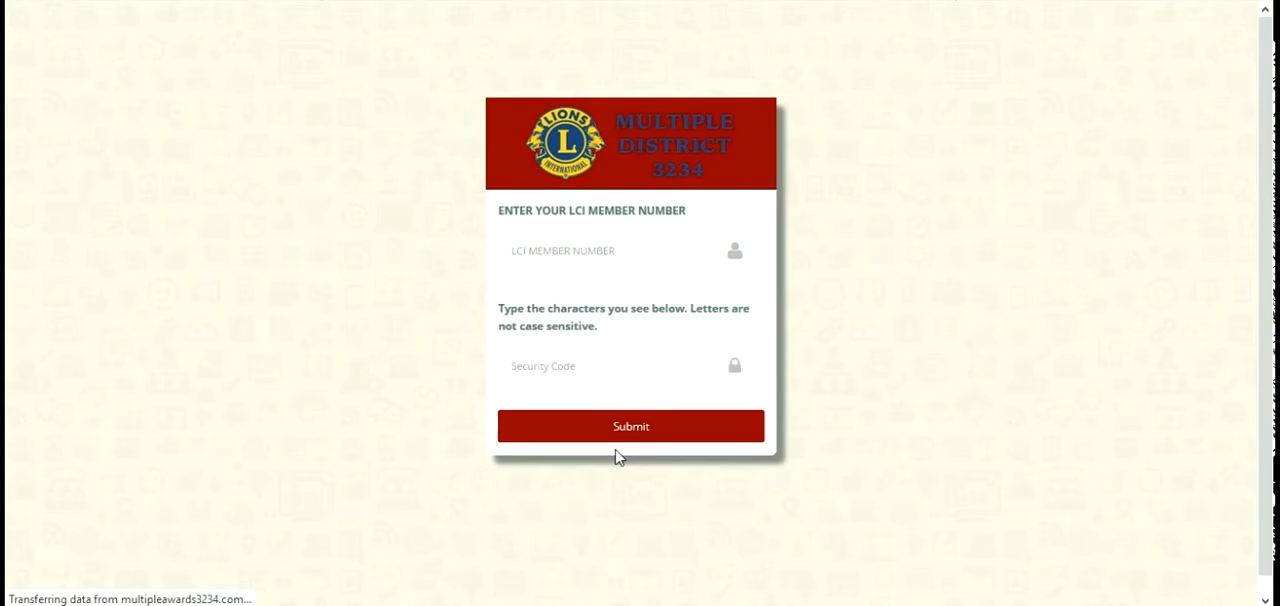 LIONS
L
INTERNATIONAL
MULTIPLE
DISTRICT
3234
ENTER YOUR LCI MEMBER NUMBER
LCI MEMBER NUMBER
Type the characters you see below. Letters are
not case sensitive.
Security Code
Submit
Transferring data from multipleawards3234.com...